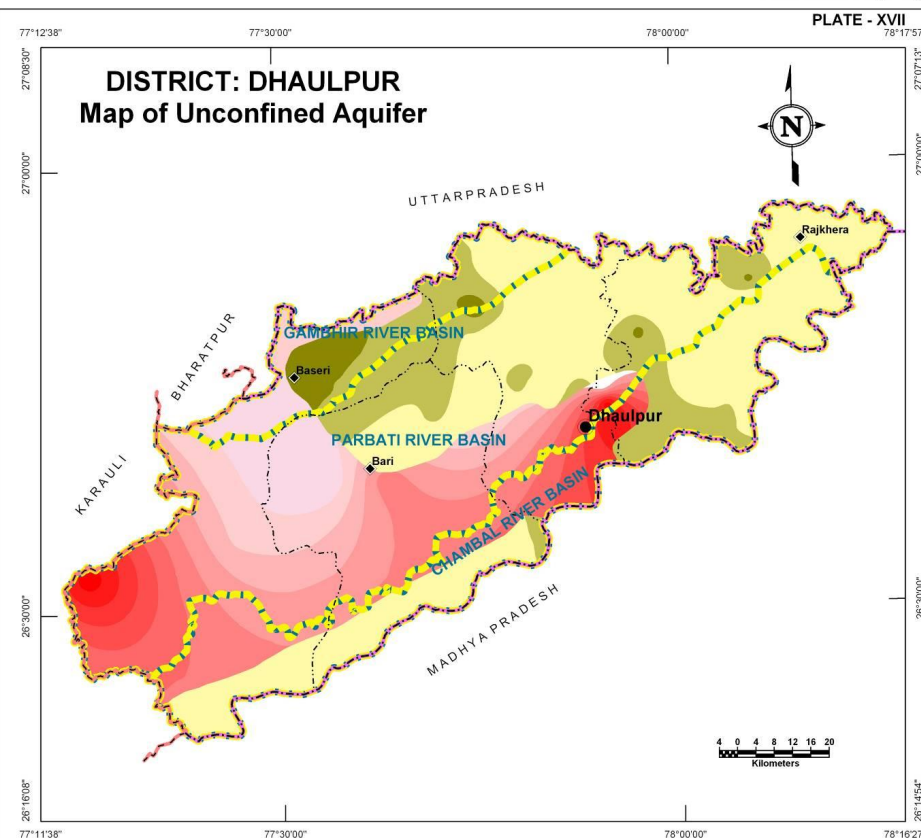 PLATE - XVII
77°12'38"
77°30'00"
78°00'00"
78°17'57
27°08'30"
27°07'13"
DISTRICT: DHAULPUR
Map of Unconfined Aquifer
N
27°00'00"
27°00'00"
UTTARPRADESH
Rajkhera
BHARATPUR
GAMBHIR RIVER BASIN
Baseri
Dhaulpur
PARBATI RIVER BASIN
Bari
KARAULI
CHAMBAL RIVER BASIN
MADHYA PRADESH
26°30'00"
26°30'00"
4 0 4 8 12 16 20
Kilometers
26°16'08"
26°14'54"
77°11'38"
77°30'00"
78°00'00"
78°16'27